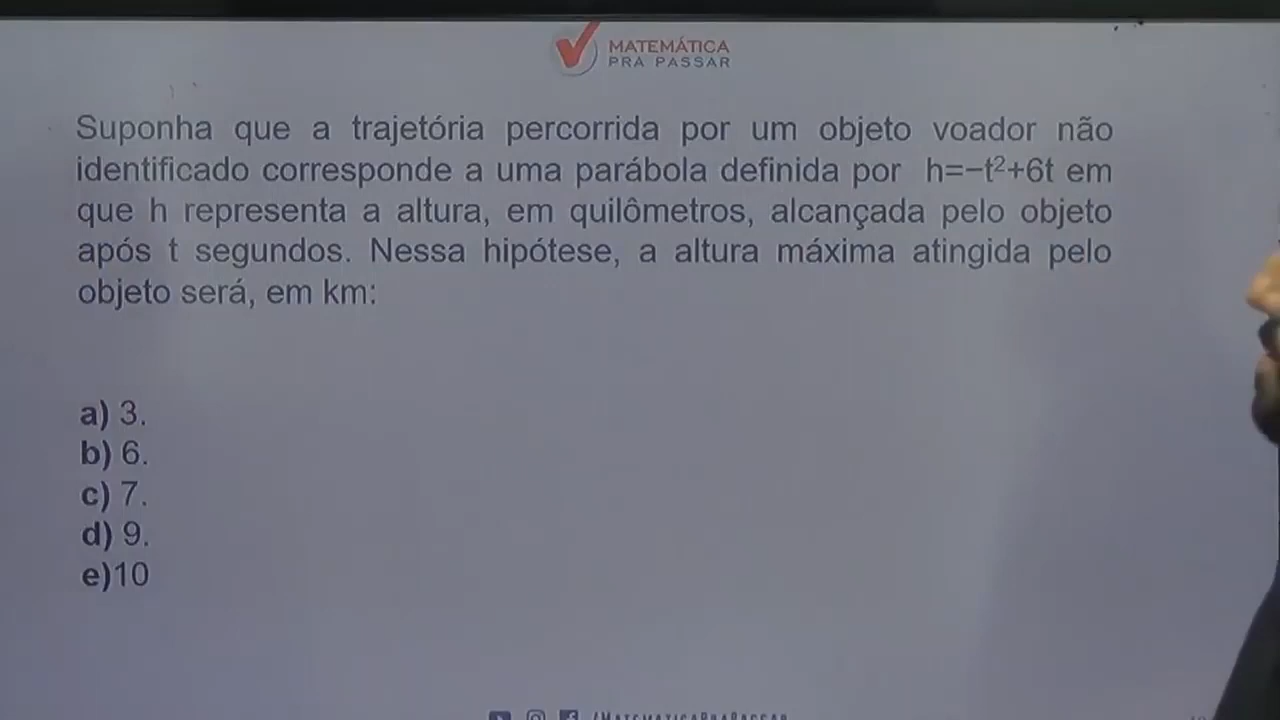 MATEMÁTICA
PRA PASSAR
Suponha que a trajetória percorrida por um objeto voador não
identificado corresponde a uma parábola definida por h=−t²+6t em
que h representa a altura, em quilômetros, alcançada pelo objeto
após t segundos. Nessa hipótese, a altura máxima atingida pelo
objeto será, em km:
a) 3.
b) 6.
c) 7.
d) 9.
e)10
/MATEMATICAPRAPASSAR